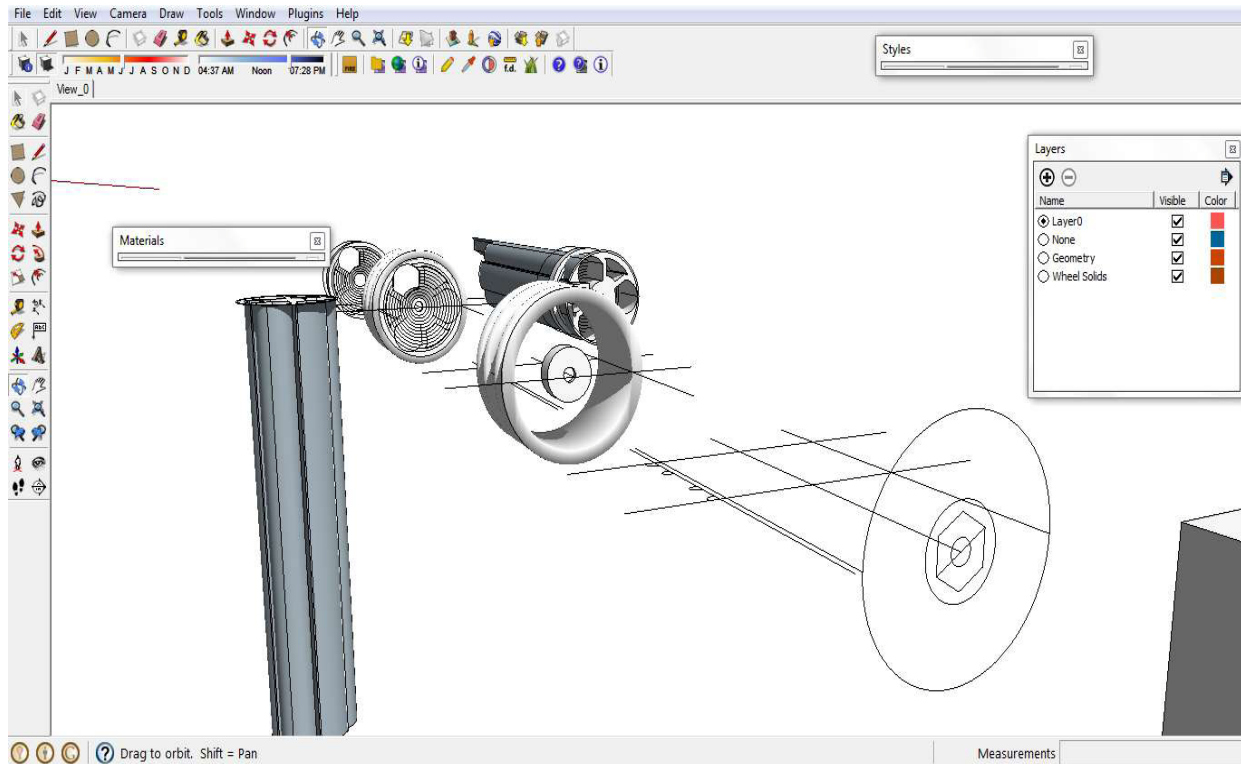 File Edit View Camera Draw Tools Window Plugins Help
J F M A M J J A S O N D 04:37 AM Noon 07:28 PM
f.d.
Styles
View_0
Layers
Name Visible Color
Layer0
None
Geometry
Wheel Solids
Materials
Drag to orbit. Shift = Pan
Measurements